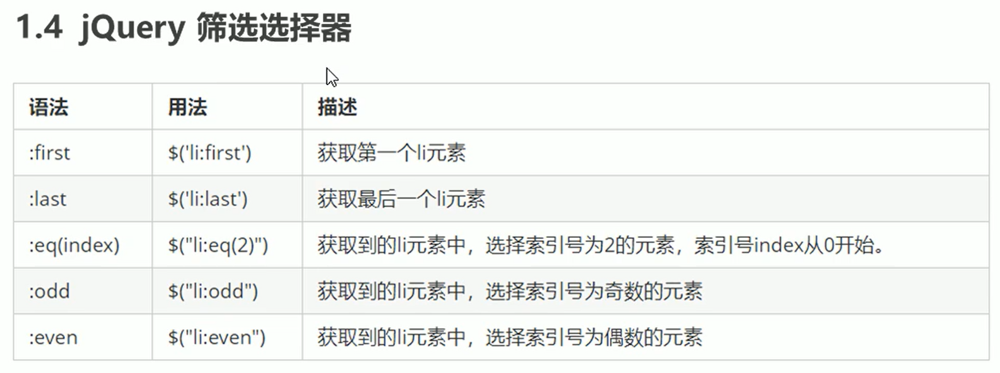 1.4 jQuery 筛选选择器
语法 用法 描述
:first $('li:first') 获取第一个li元素
:last $('li:last') 获取最后一个li元素
:eq(index) $("li:eq(2)") 获取到的li元素中，选择索引号为2的元素，索引号index从0开始。
:odd $("li:odd") 获取到的li元素中，选择索引号为奇数的元素
:even $("li:even") 获取到的li元素中，选择索引号为偶数的元素